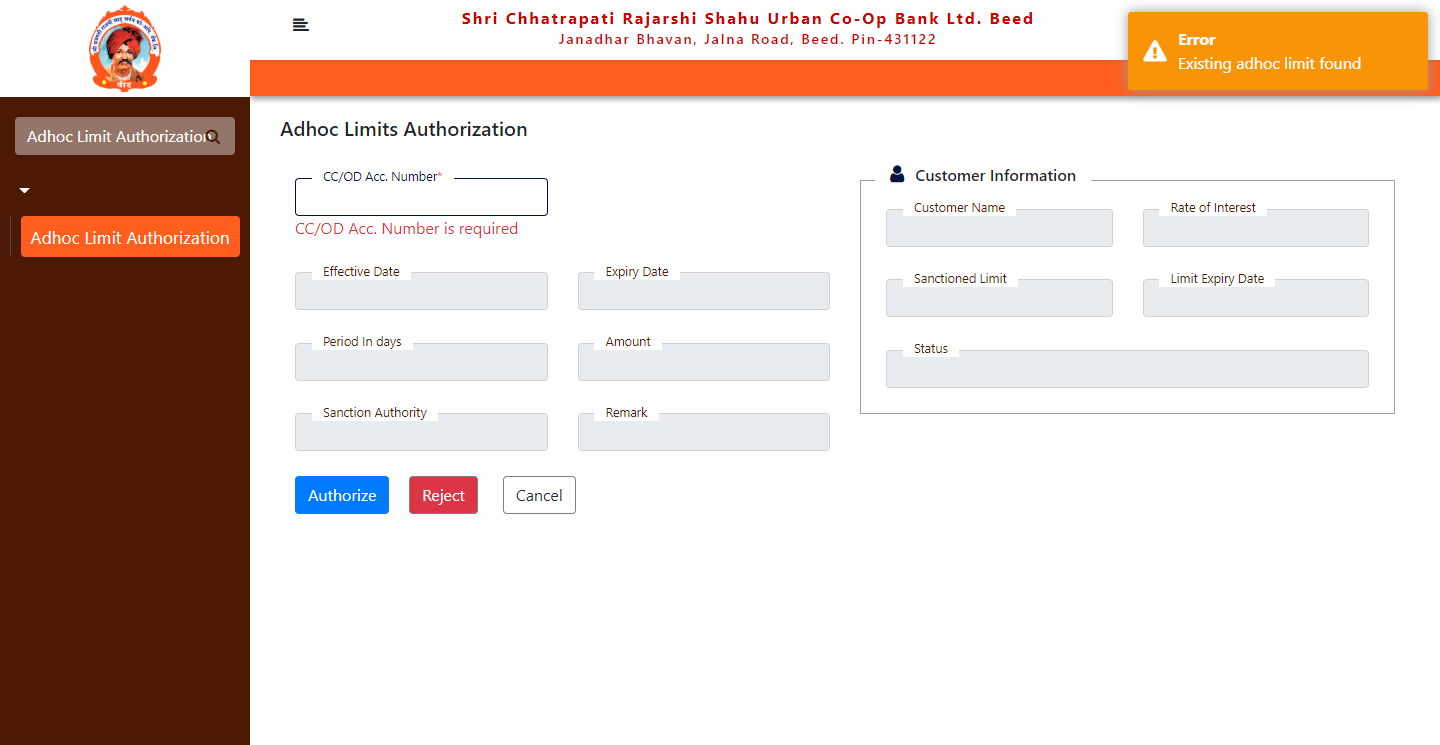 Shri Chhatrapati Rajarshi Shahu Urban Co-Op Bank Ltd. Beed
Janadhar Bhavan, Jalna Road, Beed. Pin-431122
Error
Existing adhoc limit found
बीड
Adhoc Limit Authorization
Adhoc Limit Authorization
Adhoc Limits Authorization
CC/OD Acc. Number*
CC/OD Acc. Number is required
Effective Date
Expiry Date
Period In days
Amount
Sanction Authority
Remark
Authorize
Reject
Cancel
Customer Information
Customer Name
Rate of Interest
Sanctioned Limit
Limit Expiry Date
Status